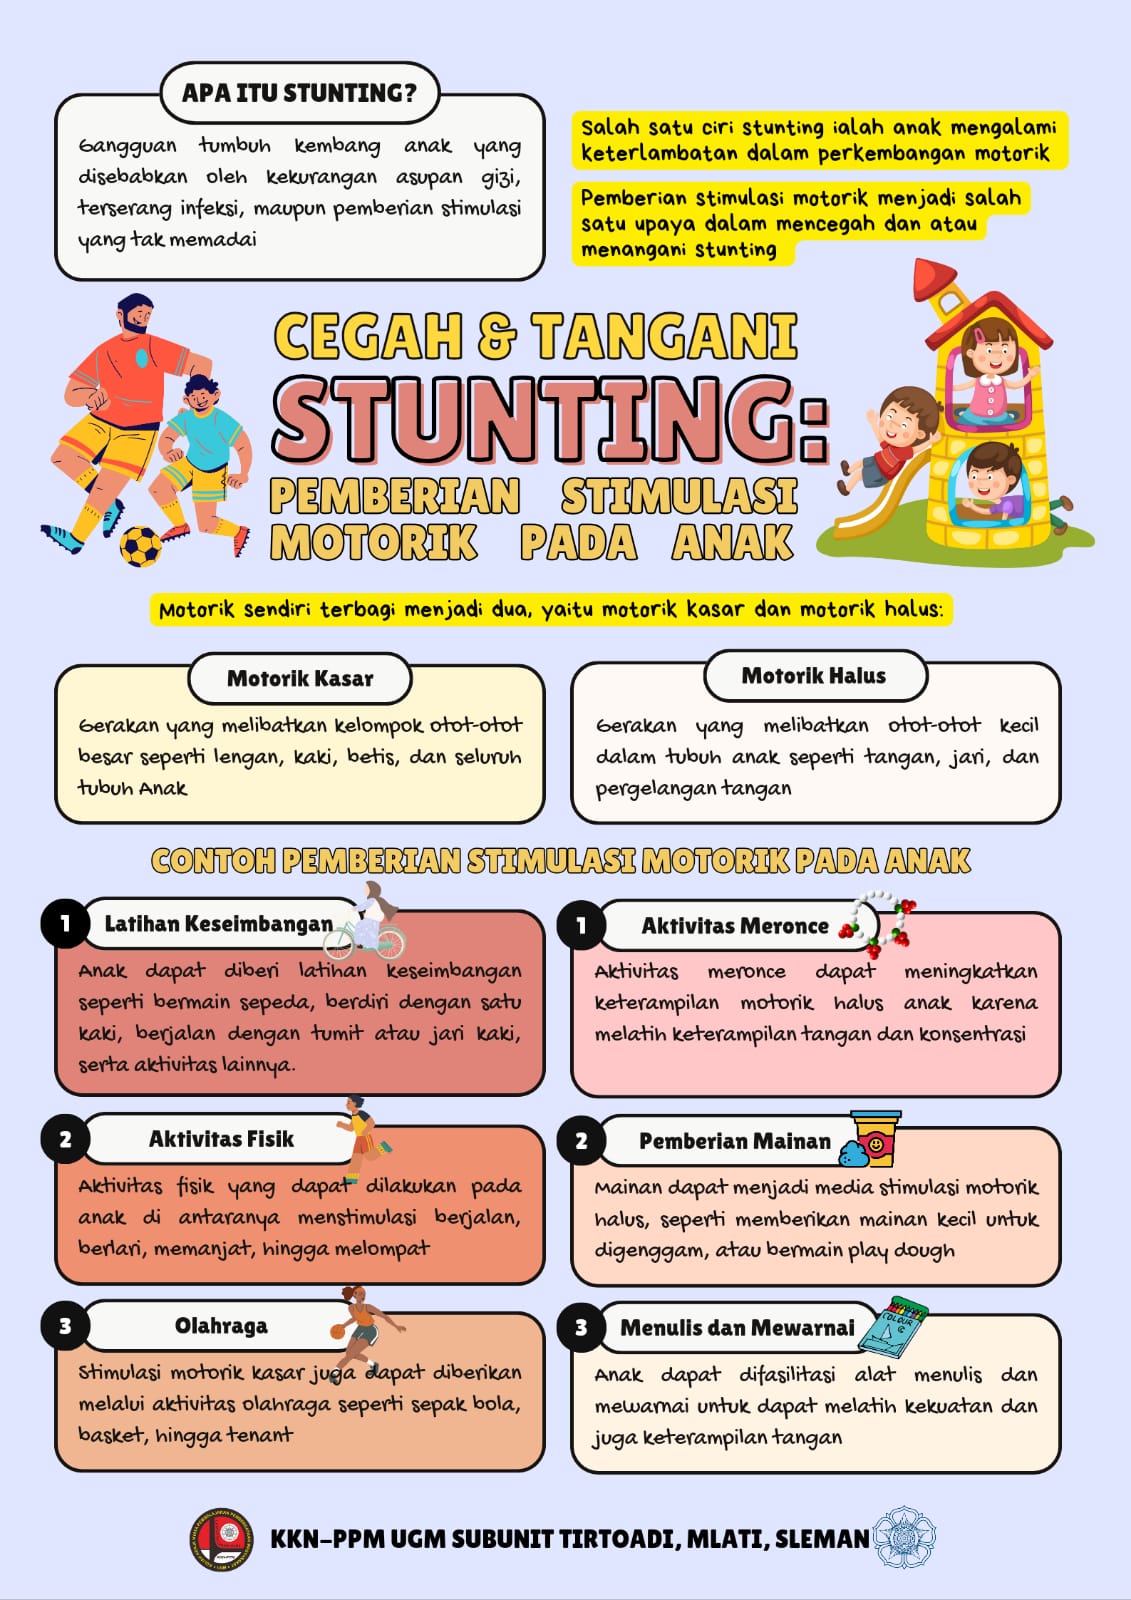 APA ITU STUNTING?
Gangguan tumbuh kembang anak yang
disebabkan oleh kekurangan asupan gizi,
terserang infeksi, maupun pemberian stimulasi
yang tak memadai
Salah satu ciri stunting ialah anak mengalami
keterlambatan dalam perkembangan motorik
Pemberian stimulasi motorik menjadi salah
satu upaya dalam mencegah dan atau
menangani stunting
CEGAH & TANGANI
STUNTING:
PEMBERIAN STIMULASI
MOTORIK PADA ANAK
Motorik sendiri terbagi menjadi dua, yaitu motorik kasar dan motorik halus:
Motorik Kasar
Gerakan yang melibatkan kelompok otot-otot
besar seperti lengan, kaki, betis, dan seluruh
tubuh Anak
Motorik Halus
Gerakan yang melibatkan otot-otot kecil
dalam tubuh anak seperti tangan, jari, dan
pergelangan tangan
CONTOH PEMBERIAN STIMULASI MOTORIK PADA ANAK
1 Latihan Keseimbangan
Anak dapat diberi latihan keseimbangan
seperti bermain sepeda, berdiri dengan satu
kaki, berjalan dengan tumit atau jari kaki,
serta aktivitas lainnya.
2 Aktivitas Fisik
Aktivitas fisik yang dapat dilakukan pada
anak di antaranya menstimulasi berjalan,
berlari, memanjat, hingga melompat
3 Olahraga
Stimulasi motorik kasar juga dapat diberikan
melalui aktivitas olahraga seperti sepak bola,
basket, hingga tenant
1 Aktivitas Meronce
Aktivitas meronce dapat meningkatkan
keterampilan motorik halus anak karena
melatih keterampilan tangan dan konsentrasi
2 Pemberian Mainan
Mainan dapat menjadi media stimulasi motorik
halus, seperti memberikan mainan kecil untuk
digenggam, atau bermain play dough
3 Menulis dan Mewarnai
COLOUR
Anak dapat difasilitasi alat menulis dan
mewarnai untuk dapat melatih kekuatan dan
juga keterampilan tangan
KKN-PPM UGM SUBUNIT TIRTOADI, MLATI, SLEMAN